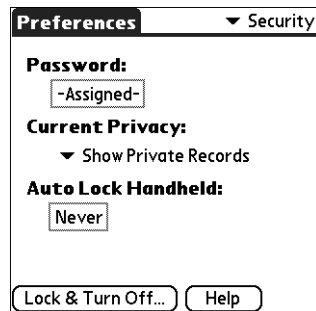 Preferences
Security
Password:
-Assigned-
Current Privacy:
Show Private Records
Auto Lock Handheld:
Never
Lock & Turn Off... Help